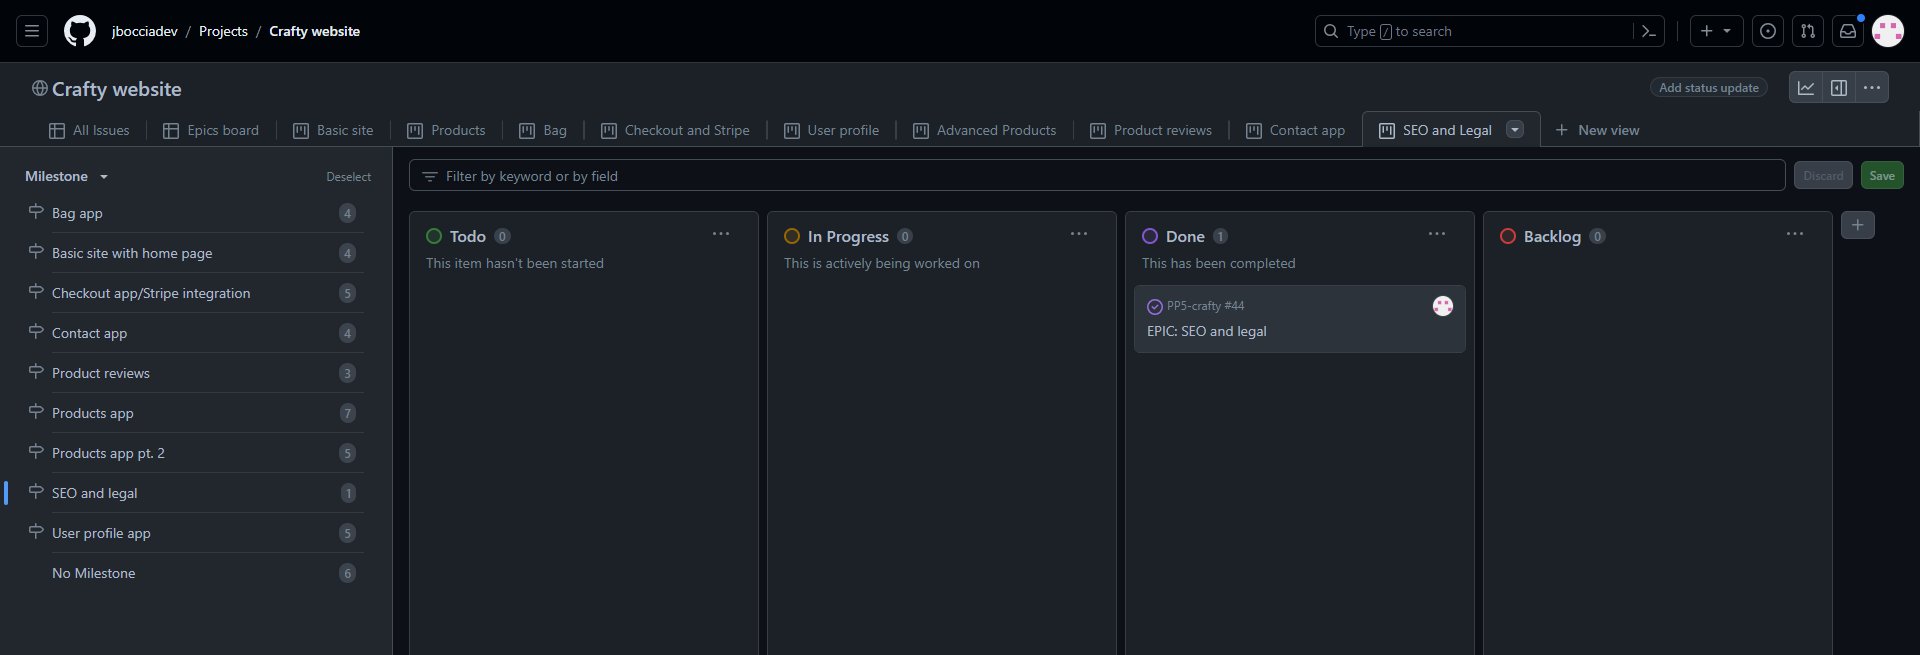 jbocciadev / Projects / Crafty website
Type / to search
Crafty website
Add status update
All Issues
Epics board
Basic site
Products
Bag
Checkout and Stripe
User profile
Advanced Products
Product reviews
Contact app
SEO and Legal
New view
Milestone
Deselect
Bag app 4
Basic site with home page 4
Checkout app/Stripe integration 5
Contact app 4
Product reviews 3
Products app 7
Products app pt. 2 5
SEO and legal 1
User profile app 5
No Milestone 6
Filter by keyword or by field
Discard
Save
Todo 0
This item hasn't been started
In Progress 0
This is actively being worked on
Done 1
This has been completed
PP5-crafty #44
EPIC: SEO and legal
Backlog 0